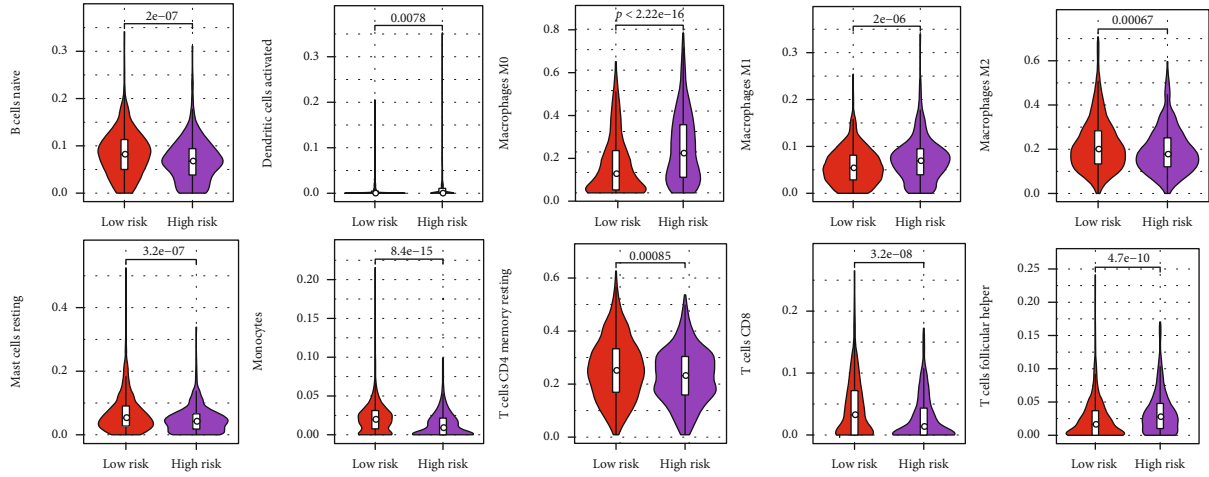 B cells naive
2e−07
0.3
0.2
0.1
0.0
Low risk High risk
Dendritic cells activated
0.0078
0.3
0.2
0.1
0.0
Low risk High risk
Macrophages M0
p < 2.22e−16
0.8
0.6
0.4
0.2
0.0
Low risk High risk
Macrophages M1
2e−06
0.3
0.2
0.1
0.0
Low risk High risk
Macrophages M2
0.00067
0.6
0.4
0.2
0.0
Low risk High risk
Mast cells resting
3.2e−07
0.4
0.2
0.0
Low risk High risk
Monocytes
8.4e−15
0.20
0.15
0.10
0.05
0.025
0.00
Low risk High risk
T cells CD4 memory resting
0.00085
0.6
0.4
0.2
0.0
Low risk High risk
T cells CD8
3.2e−08
0.2
0.1
0.0
Low risk High risk
T cells follicular helper
4.7e−10
0.25
0.20
0.15
0.10
0.05
0.00
Low risk High risk